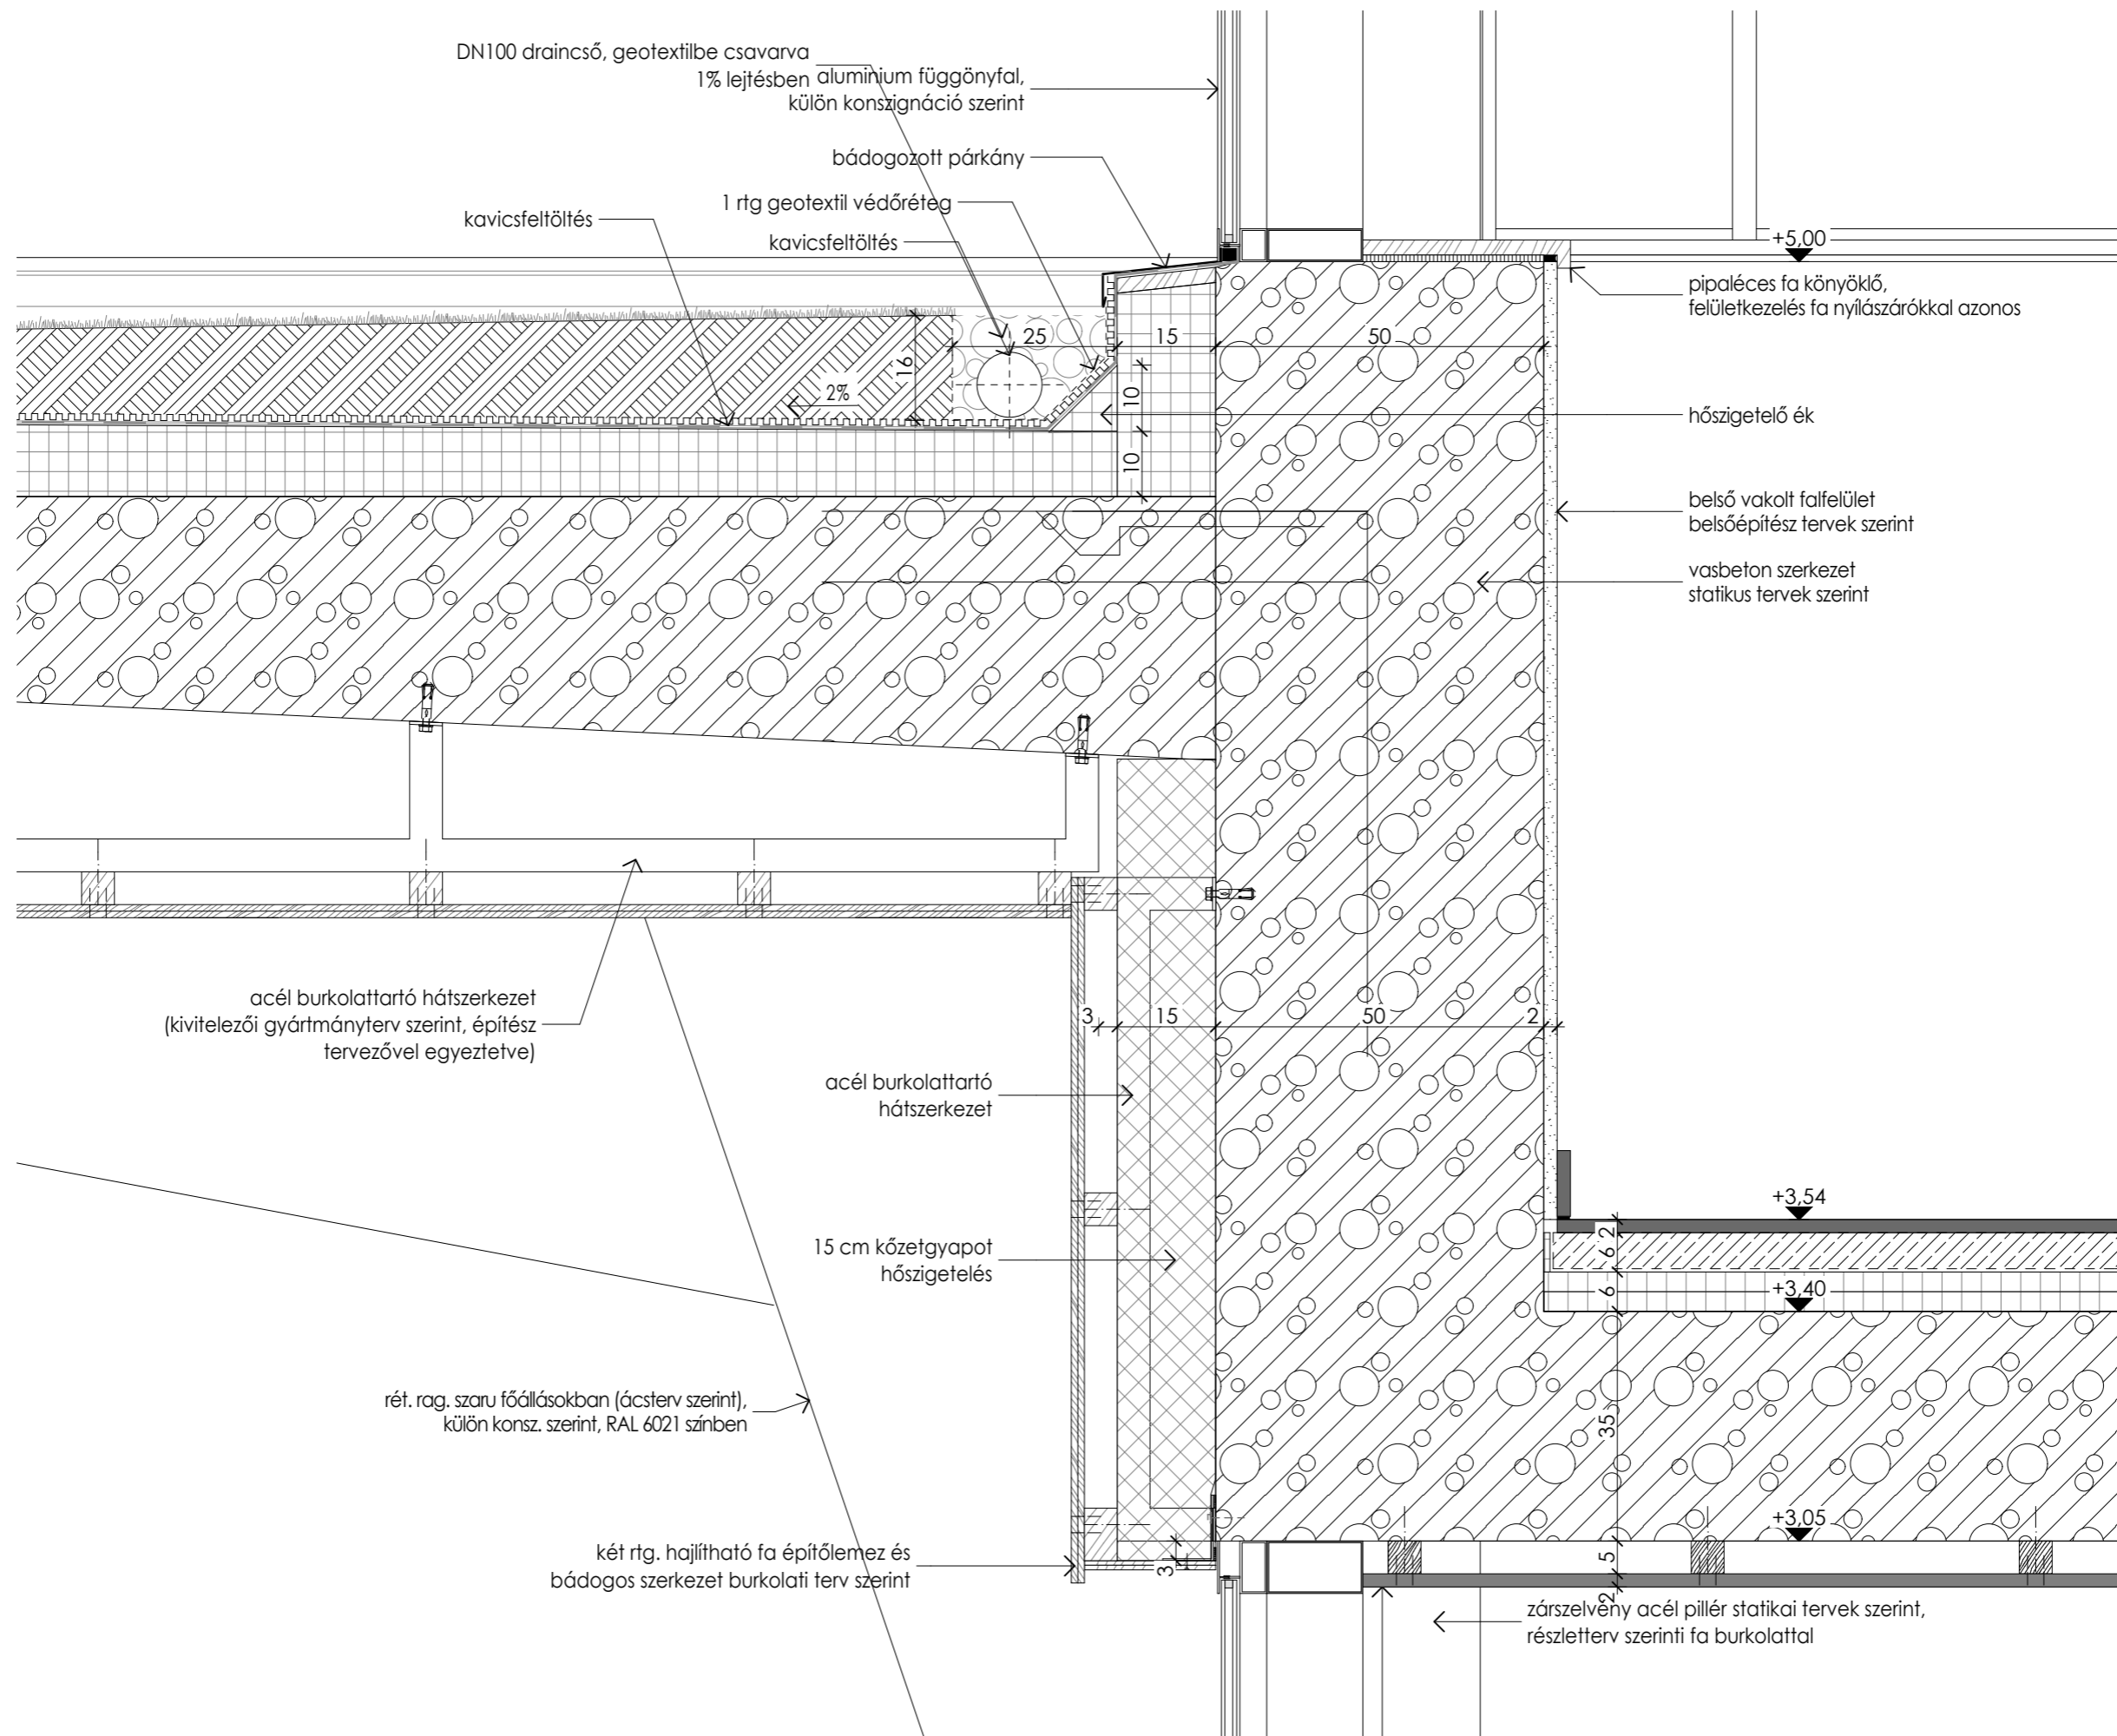 DN100 draincső, geotextilbe csavarva
1% lejtésben
aluminium függönyfal,
külön konszignáció szerint
bádogozott párkány
1 rtg geotextil védőréteg
kavicsfeltöltés
kavicsfeltöltés
+5,00
pipaléces fa könyöklő,
felületkezelés fa nyílászárókkal azonos
25
15
50
16
2%
10
10
hőszigetelő ék
belső vakolt falfelület
belsőépítész tervek szerint
vasbeton szerkezet
statikus tervek szerint
acél burkolattartó hátszerkezet
(kivitelezői gyártmányterv szerint, építész
tervezővel egyeztetve)
3
15
50
2
acél burkolattartó
hátszerkezet
15 cm kőzetgyapot
hőszigetelés
+3,54
2
6
6
+3,40
35
rét. rag. szaru főállásokban (ácsterv szerint),
külön konsz. szerint, RAL 6021 színben
+3,05
két rtg. hajlítható fa építőlemez és
bádogos szerkezet burkolati terv szerint
3
5
2
zárszelvény acél pillér statikai tervek szerint,
részletterv szerinti fa burkolattal